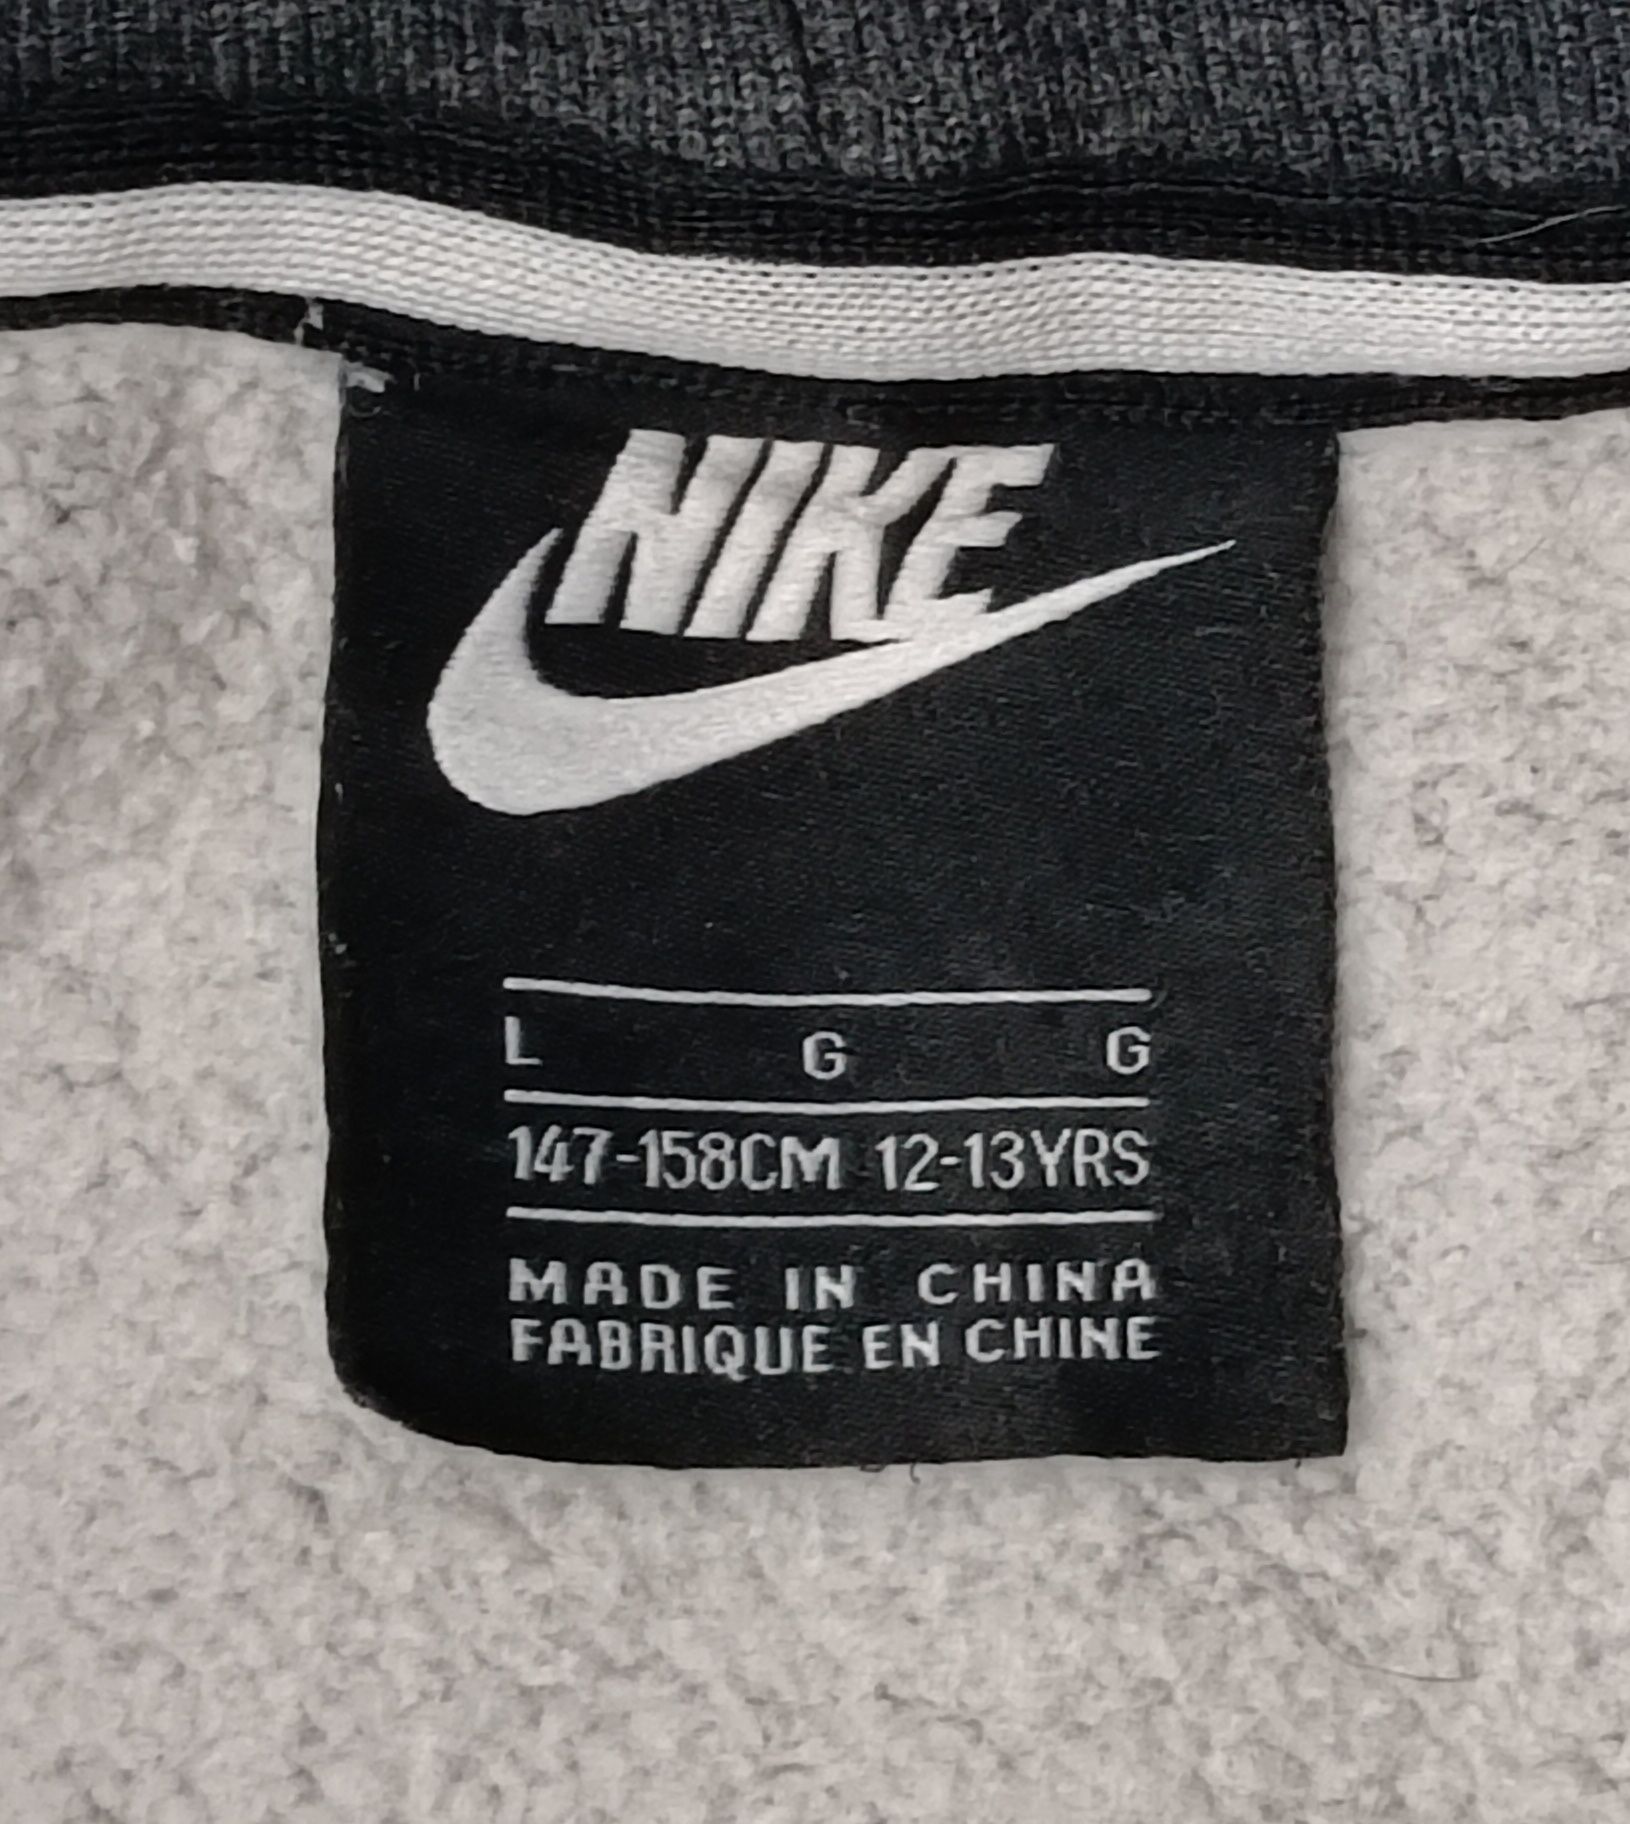 NIKE
L G G
147-158CM 12-13YRS
MADE IN CHINA
FABRIQUE EN CHINE